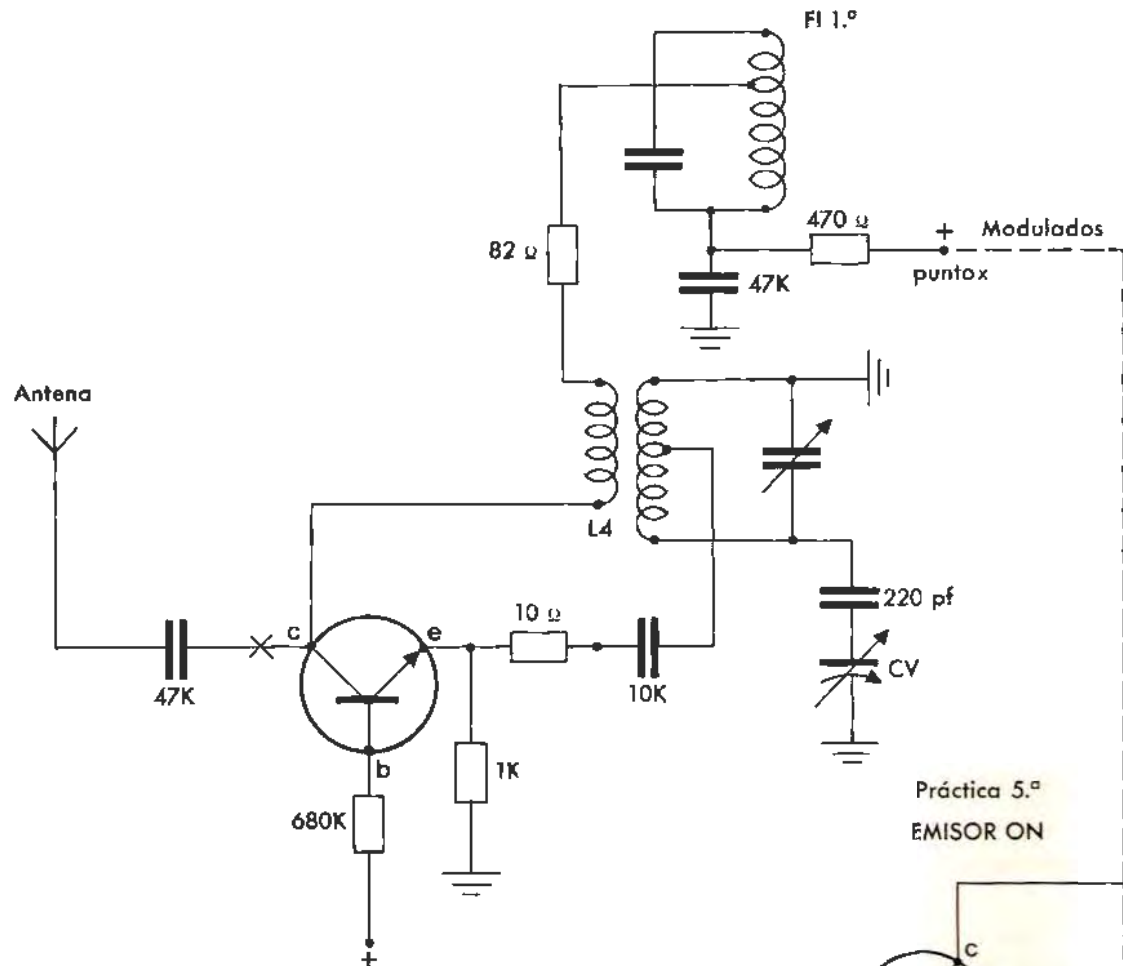 FI 1.º
470 Ω
+ Modulados
82 Ω
puntox
47K
Antena
L4
220 pf
10 Ω
c
e
CV
47K
10K
b
1K
Práctica 5.ª
680K
EMISOR ON
c
+